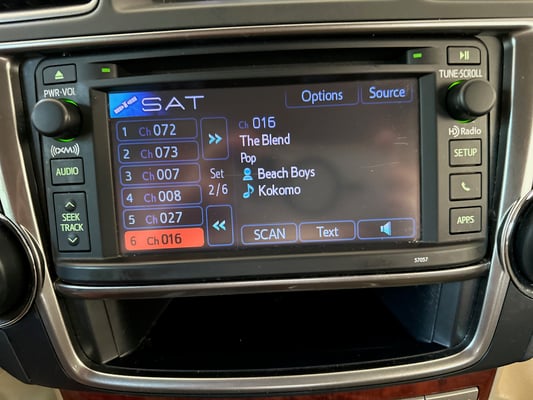 PWR·VOL
((XM))
AUDIO
SEEK
TRACK
SAT
Options
Source
1 Ch 072
2 Ch 073
3 Ch 007
4 Ch 008
5 Ch 027
6 Ch 016
Set
2/6
Ch 016
The Blend
Pop
Beach Boys
Kokomo
SCAN
Text
TUNE·SCROLL
HD Radio
SETUP
APPS
57057